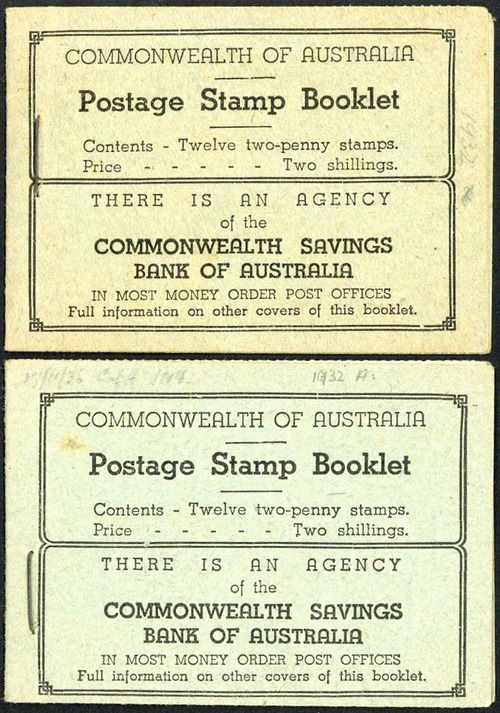 COMMONWEALTH OF AUSTRALIA
Postage Stamp Booklet
Contents - Twelve two-penny stamps.
Price - - - - - Two shillings.
THERE IS AN AGENCY
of the
COMMONWEALTH SAVINGS
BANK OF AUSTRALIA
IN MOST MONEY ORDER POST OFFICES
Full information on other covers of this booklet.
1932
1932 A.
COMMONWEALTH OF AUSTRALIA
Postage Stamp Booklet
Contents - Twelve two-penny stamps.
Price - - - - - Two shillings.
THERE IS AN AGENCY
of the
COMMONWEALTH SAVINGS
BANK OF AUSTRALIA
IN MOST MONEY ORDER POST OFFICES
Full information on other covers of this booklet.